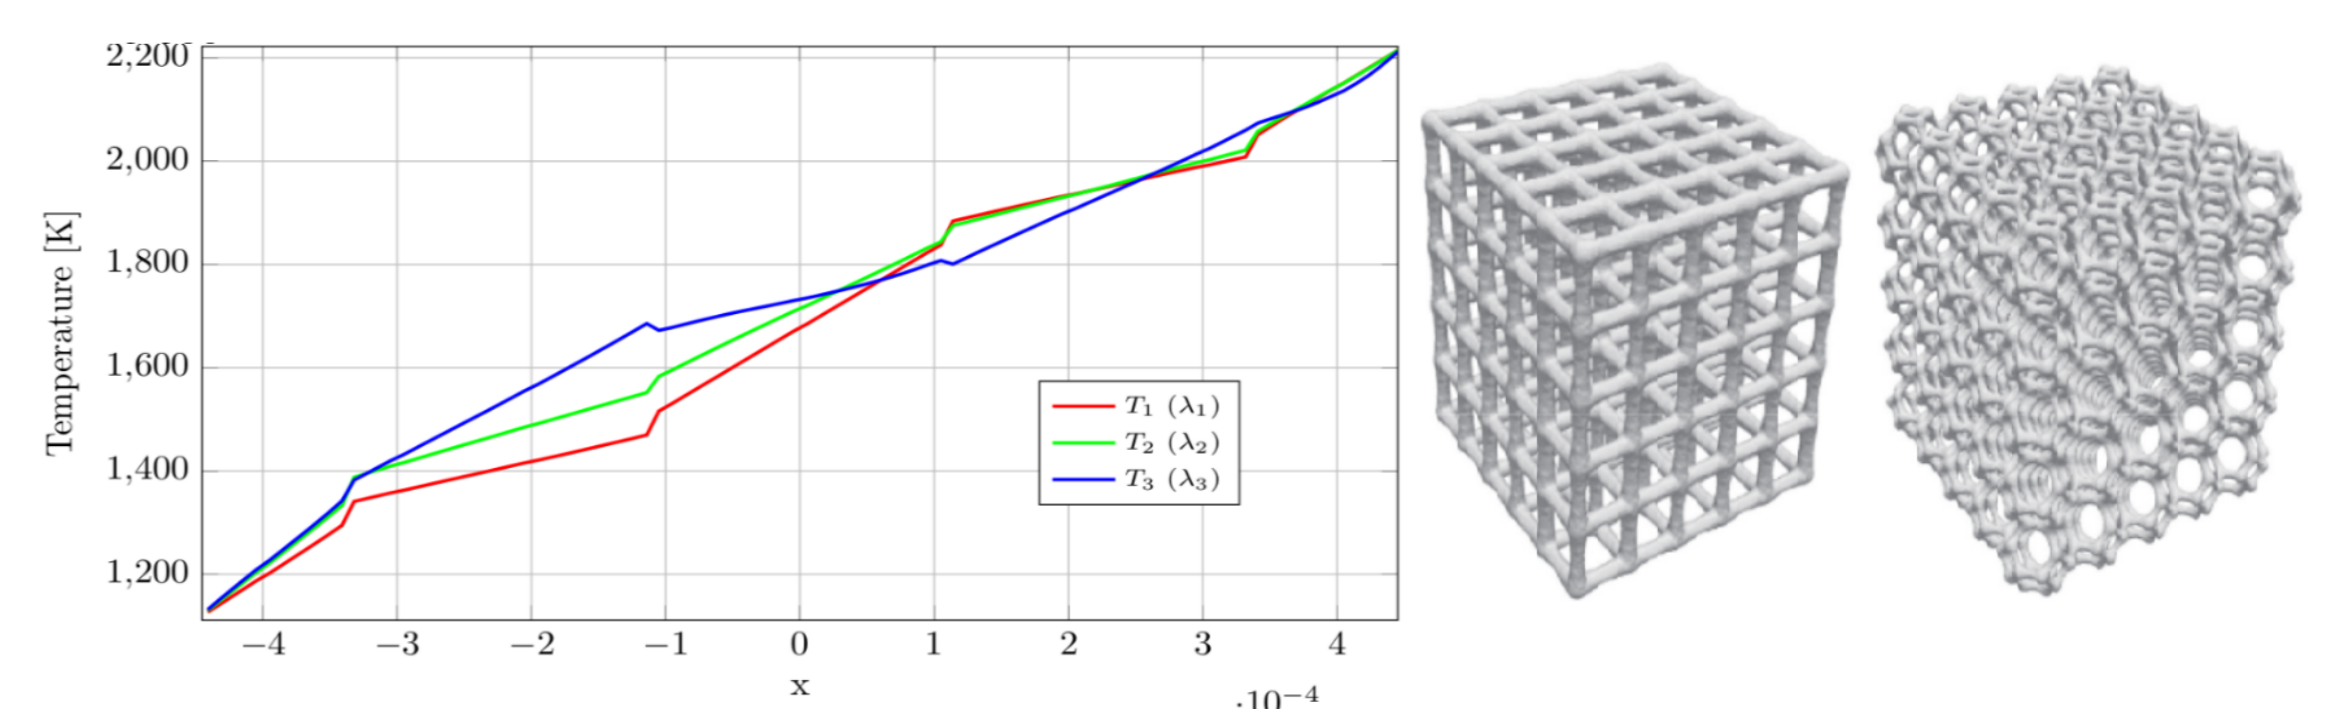 2,200
2,000
1,800
1,600
1,400
1,200
Temperature [K]
T₁ (λ₁)
T₂ (λ₂)
T₃ (λ₃)
−4 −3 −2 −1 0 1 2 3 4
x
·10⁻⁴